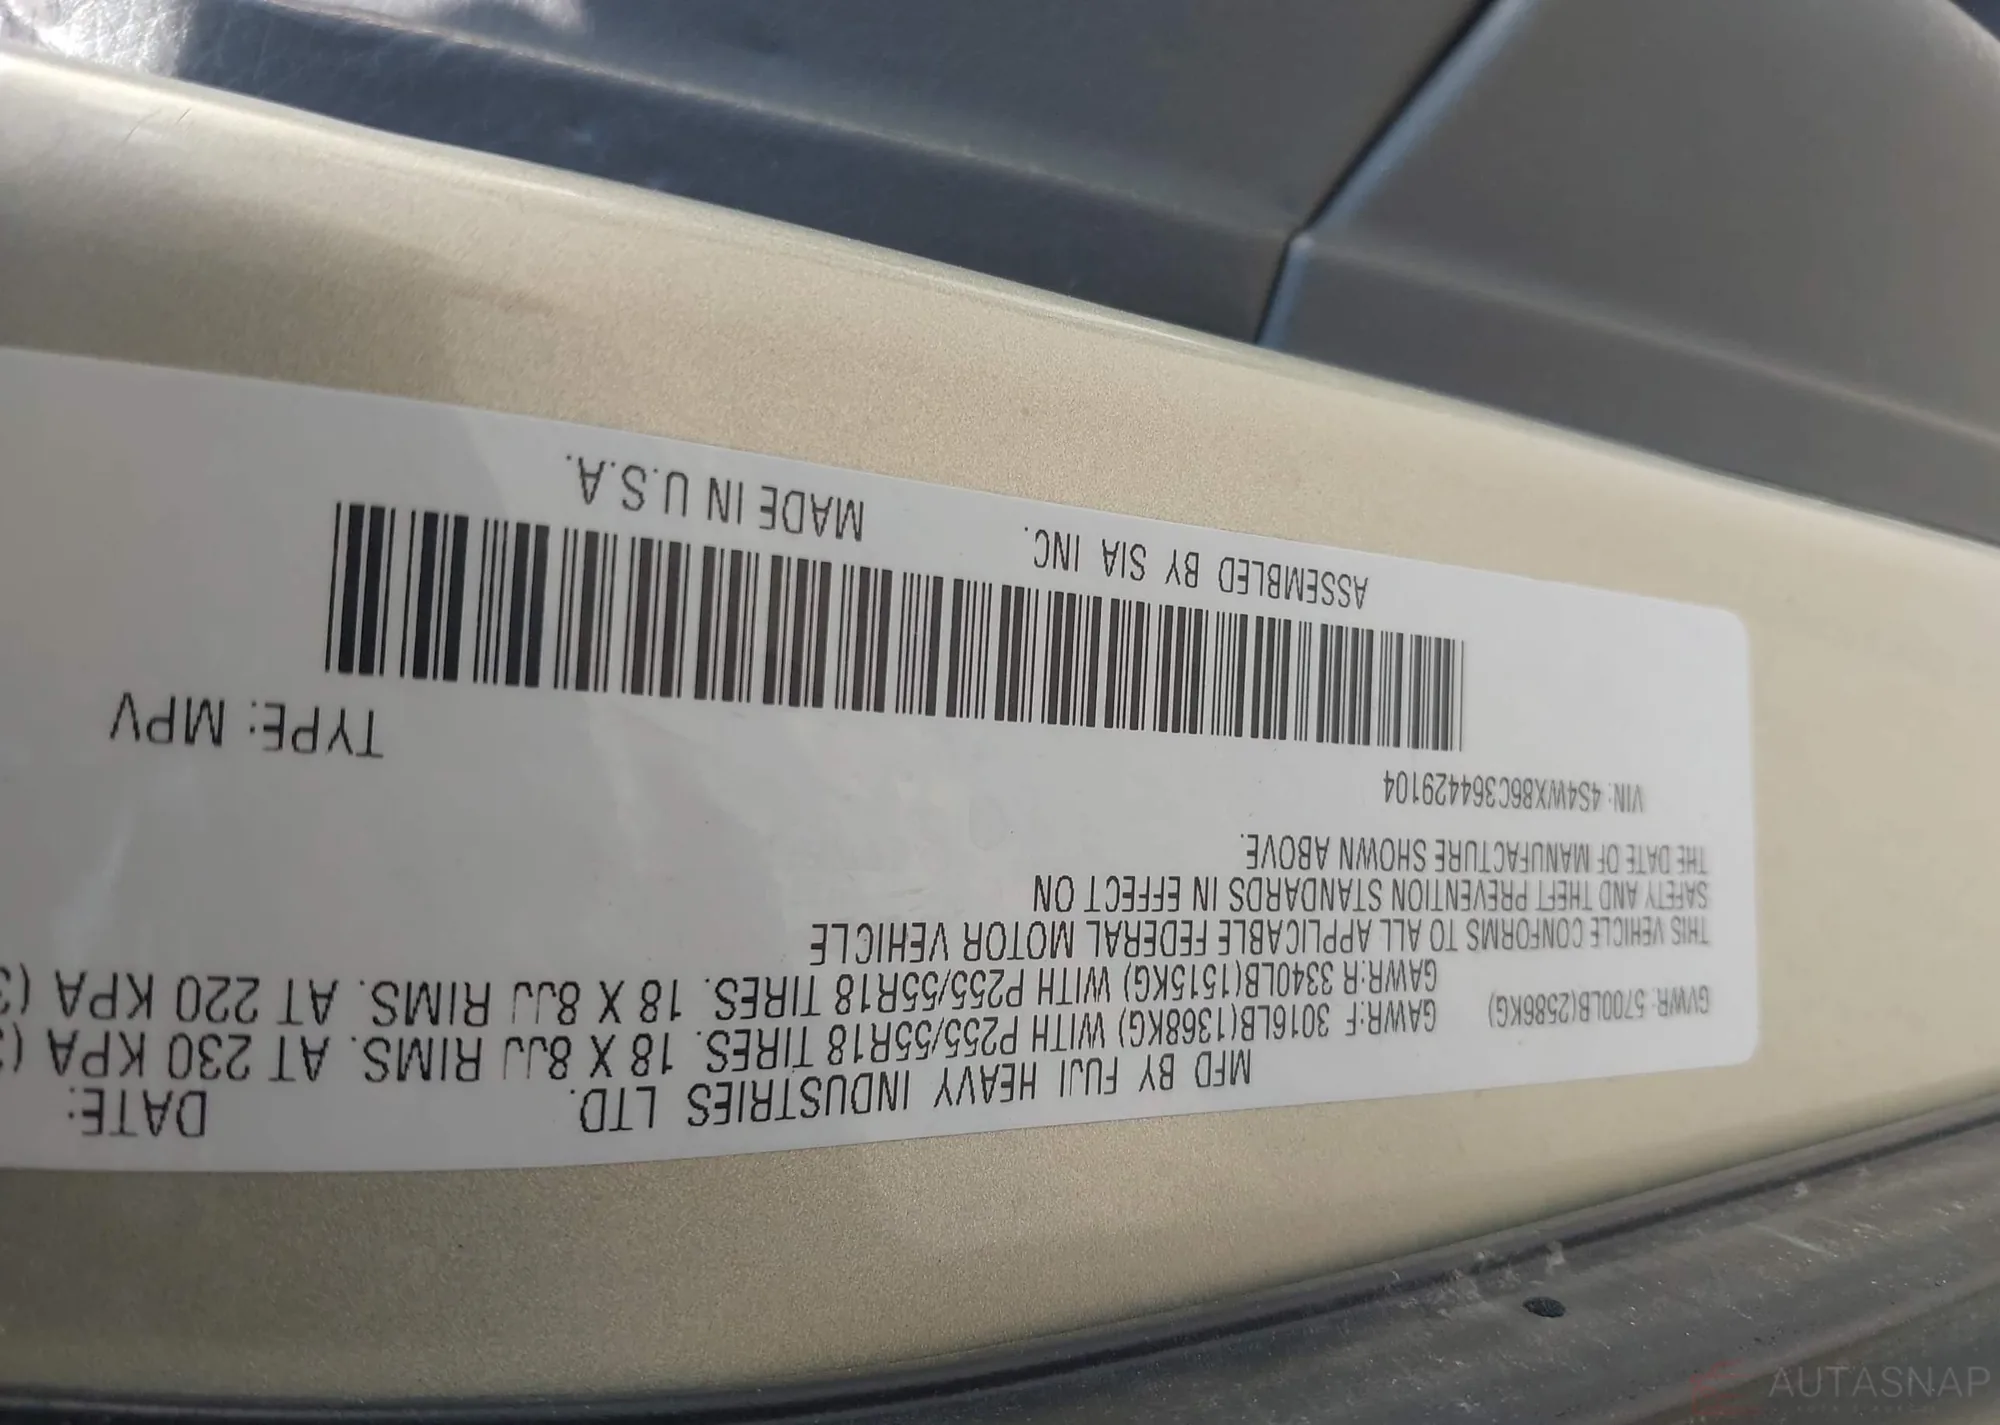 MFD BY FUJI HEAVY INDUSTRIES LTD. DATE:
GVWR: 5700LB(2586KG) GAWR:F 3016LB(1368KG) WITH P255/55R18 TIRES. 18 X 8JJ RIMS. AT 230 KPA (
GAWR:R 3340LB(1515KG) WITH P255/55R18 TIRES. 18 X 8JJ RIMS. AT 220 KPA (3
THIS VEHICLE CONFORMS TO ALL APPLICABLE FEDERAL MOTOR VEHICLE
SAFETY AND THEFT PREVENTION STANDARDS IN EFFECT ON
THE DATE OF MANUFACTURE SHOWN ABOVE.
VIN: 4S4WX86C364429104 TYPE: MPV
ASSEMBLED BY SIA INC. MADE IN U.S.A.
AUTASNAP